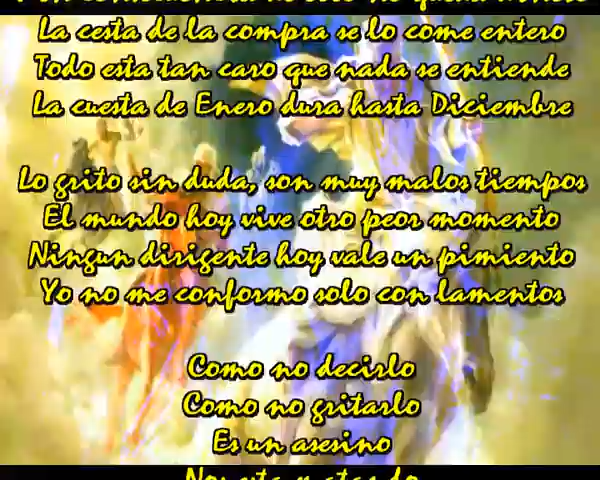 La cesta de la compra se lo come entero
Todo esta tan caro que nada se entiende
La cuesta de Enero dura hasta Diciembre
Lo grito sin duda, son muy malos tiempos
El mundo hoy vive otro peor momento
Ningun dirigente hoy vale un pimiento
Yo no me conformo solo con lamentos
Como no decirlo
Como no gritarlo
Es un asesino
Nos esta matando